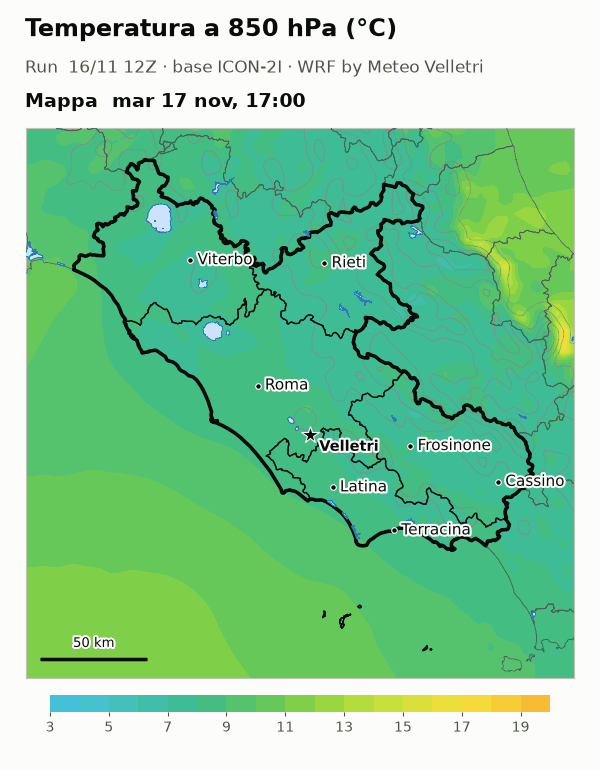 Temperatura a 850 hPa (°C)
Run  16/11 12Z · base ICON-2I · WRF by Meteo Velletri
Mappa  mar 17 nov, 17:00
Viterbo
Rieti
Roma
Velletri
Frosinone
Latina
Cassino
Terracina
50 km
3 5 7 9 11 13 15 17 19